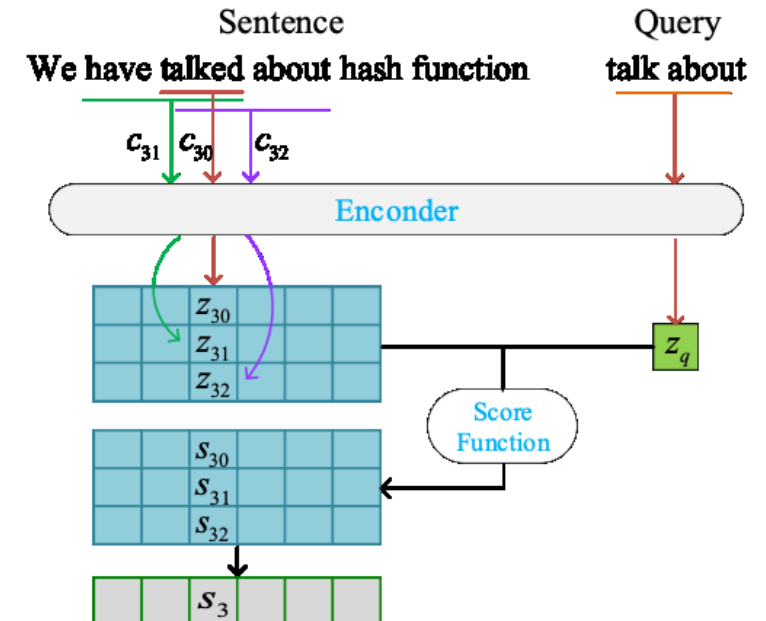 Sentence
Query
We have talked about hash function
talk about
c31 c30 c32
Enconder
z30
z31
z32
zq
Score
Function
s30
s31
s32
s3